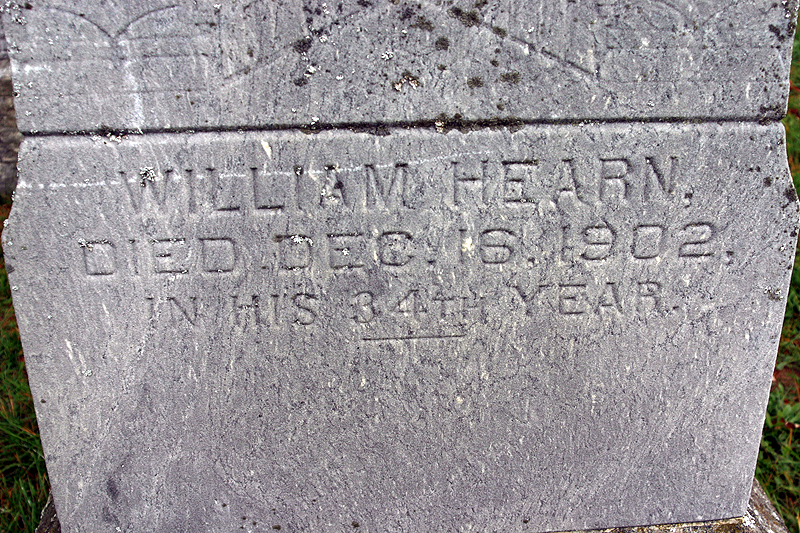 WILLIAM HEARN,
DIED DEC. 16, 1902,
IN HIS 34TH YEAR.